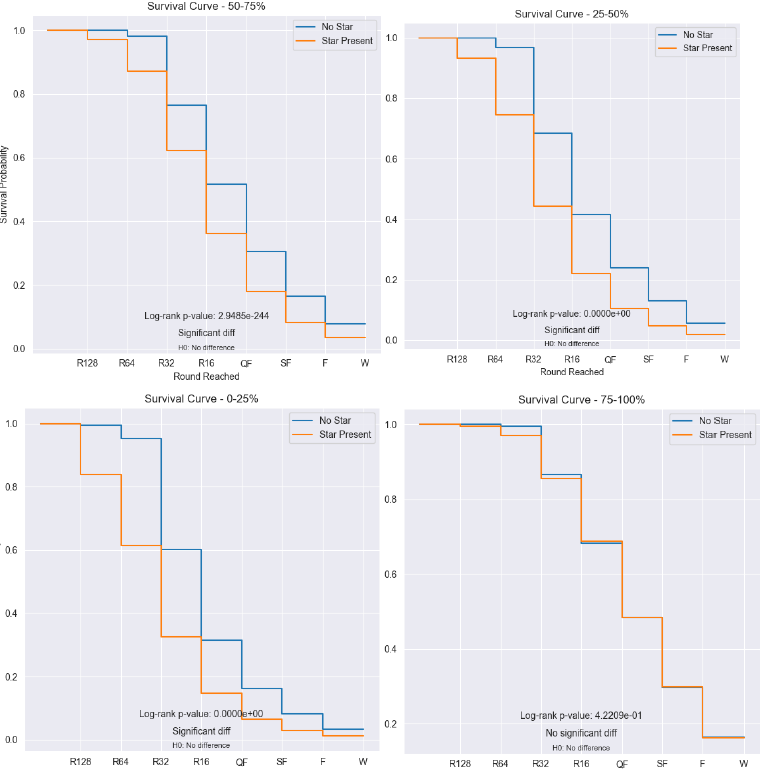 Survival Curve - 50-75%
1.0
0.8
0.6
0.4
0.2
0.0
Survival Probability
No Star
Star Present
Log-rank p-value: 2.9485e-244
Significant diff
H0: No difference
R128 R64 R32 R16 QF SF F W
Round Reached
Survival Curve - 25-50%
1.0
0.8
0.6
0.4
0.2
0.0
No Star
Star Present
Log-rank p-value: 0.0000e+00
Significant diff
H0: No difference
R128 R64 R32 R16 QF SF F W
Round Reached
Survival Curve - 0-25%
1.0
0.8
0.6
0.4
0.2
0.0
No Star
Star Present
Log-rank p-value: 0.0000e+00
Significant diff
H0: No difference
R128 R64 R32 R16 QF SF F W
Survival Curve - 75-100%
1.0
0.8
0.6
0.4
0.2
No Star
Star Present
Log-rank p-value: 4.2209e-01
No significant diff
H0: No difference
R128 R64 R32 R16 QF SF F W